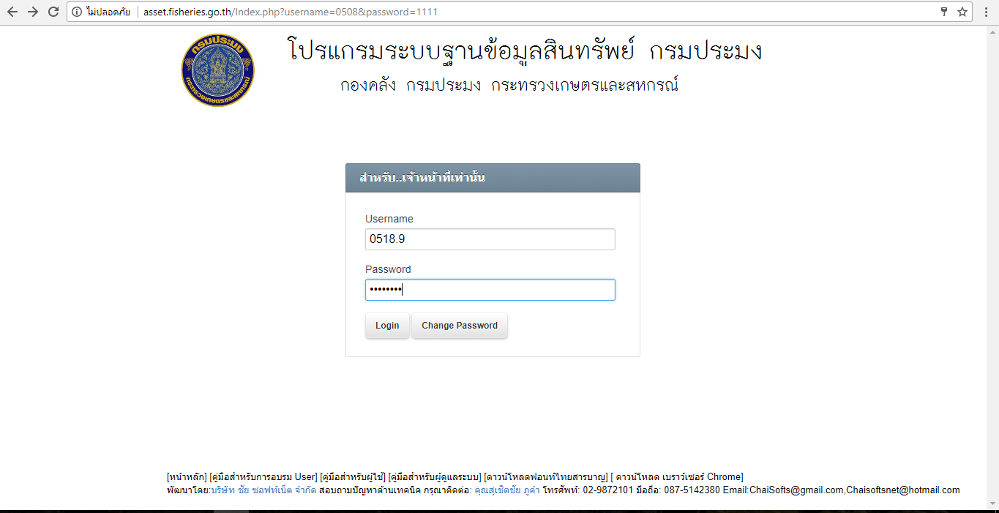 ไม่ปลอดภัย asset.fisheries.go.th/Index.php?username=0508&password=1111
กรมประมง
กระทรวงเกษตรและสหกรณ์
โปรแกรมระบบฐานข้อมูลสินทรัพย์ กรมประมง
กองคลัง กรมประมง กระทรวงเกษตรและสหกรณ์
สำหรับ..เจ้าหน้าที่เท่านั้น
Username
0518.9
Password
••••••••
Login Change Password
[หน้าหลัก] [คู่มือสำหรับการอบรม User] [คู่มือสำหรับผู้ใช้] [คู่มือสำหรับผู้ดูแลระบบ] [ดาวน์โหลดฟอนท์ไทยสารบาญ] [ ดาวน์โหลด เบราว์เซอร์ Chrome]
พัฒนาโดย:บริษัท ชัย ซอฟท์เน็ต จำกัด สอบถามปัญหาด้านเทคนิค กรุณาติดต่อ: คุณสุเชิดชัย ภูคำ โทรศัพท์: 02-9872101 มือถือ: 087-5142380 Email:ChaiSofts@gmail.com,Chaisoftsnet@hotmail.com